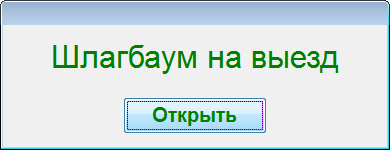 Шлагбаум на выезд
Открыть